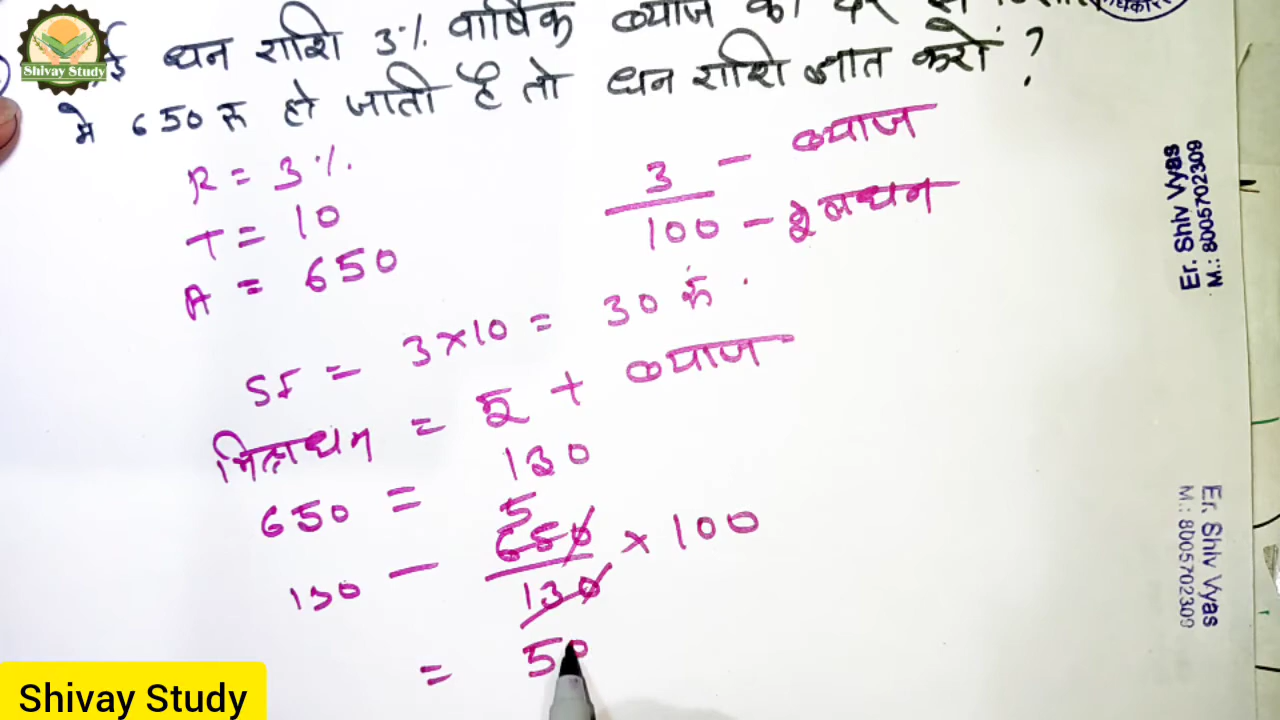 Shivay Study
धन राशि 3% वार्षिक ब्याज की दर से
मे 650 रू हो जाती है तो धन राशि ज्ञात करों ?
R = 3%
T = 10
A = 650
3 - ब्याज
100 - मूलधन
SI = 3×10 = 30 रू
मिश्रधन = मू + ब्याज
650 = 130
5
130 - 650 × 100
130
= 50
Er. Shiv Vyas
M.: 8005702309
Er. Shiv Vyas
M.: 8005702309
Shivay Study